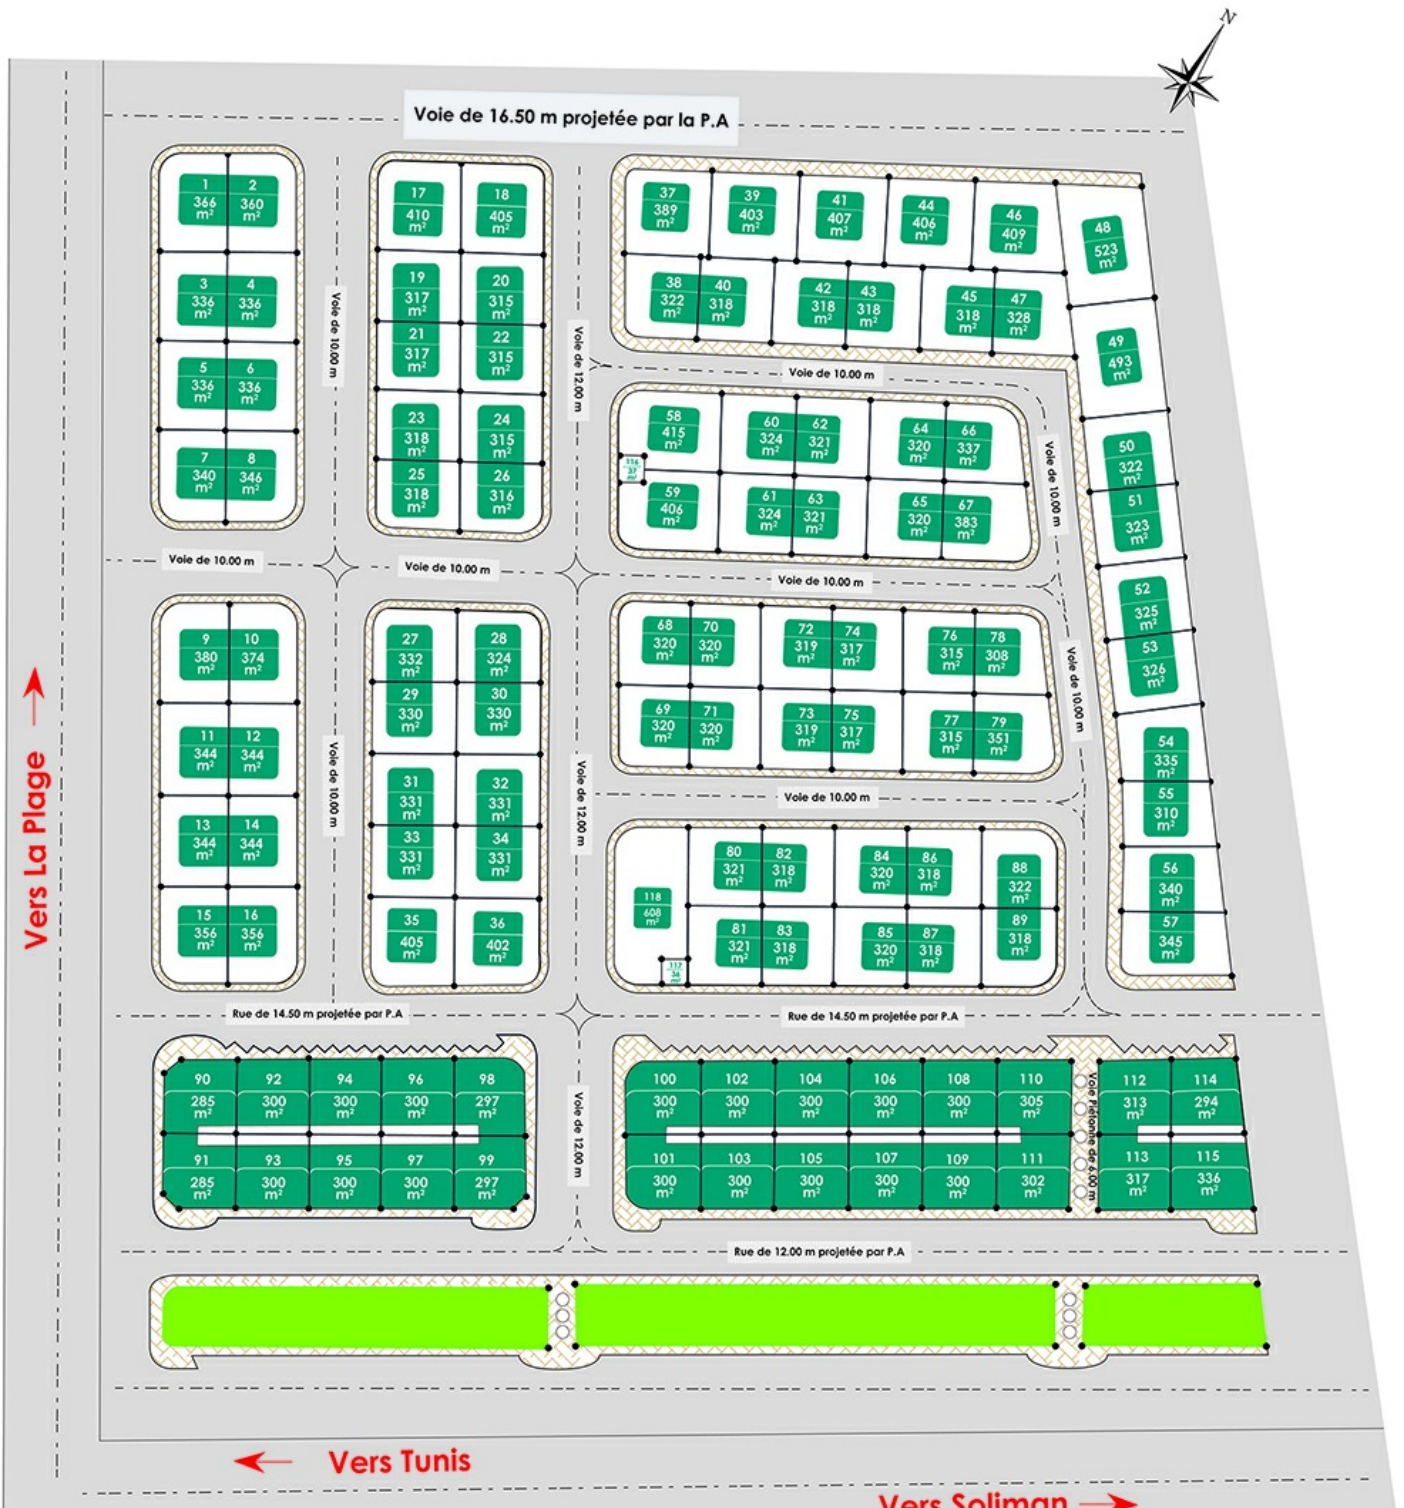 N
Voie de 16.50 m projetée par la P.A
1
366
m²
2
360
m²
3
336
m²
4
336
m²
5
336
m²
6
336
m²
7
340
m²
8
346
m²
17
410
m²
18
405
m²
19
317
m²
20
315
m²
21
317
m²
22
315
m²
23
318
m²
24
315
m²
25
318
m²
26
316
m²
37
389
m²
39
403
m²
41
407
m²
44
406
m²
46
409
m²
48
523
m²
38
322
m²
40
318
m²
42
318
m²
43
318
m²
45
318
m²
47
328
m²
49
493
m²
Voie de 10.00 m
Voie de 12.00 m
Voie de 10.00 m
58
415
m²
60
324
m²
62
321
m²
64
320
m²
66
337
m²
116
37
m²
59
406
m²
61
324
m²
63
321
m²
65
320
m²
67
383
m²
Voie de 10.00 m
50
322
m²
51
323
m²
52
325
m²
53
326
m²
54
335
m²
55
310
m²
56
340
m²
57
345
m²
Voie de 10.00 m
Voie de 10.00 m
Voie de 10.00 m
9
380
m²
10
374
m²
11
344
m²
12
344
m²
13
344
m²
14
344
m²
15
356
m²
16
356
m²
Voie de 10.00 m
27
332
m²
28
324
m²
29
330
m²
30
330
m²
31
331
m²
32
331
m²
33
331
m²
34
331
m²
35
405
m²
36
402
m²
Voie de 12.00 m
68
320
m²
70
320
m²
72
319
m²
74
317
m²
76
315
m²
78
308
m²
69
320
m²
71
320
m²
73
319
m²
75
317
m²
77
315
m²
79
351
m²
Voie de 10.00 m
Voie de 10.00 m
80
321
m²
82
318
m²
84
320
m²
86
318
m²
88
322
m²
118
608
m²
81
321
m²
83
318
m²
85
320
m²
87
318
m²
89
318
m²
117
36
m²
Rue de 14.50 m projetée par P.A
Rue de 14.50 m projetée par P.A
90
285
m²
92
300
m²
94
300
m²
96
300
m²
98
297
m²
91
285
m²
93
300
m²
95
300
m²
97
300
m²
99
297
m²
Voie de 12.00 m
100
300
m²
102
300
m²
104
300
m²
106
300
m²
108
300
m²
110
305
m²
101
300
m²
103
300
m²
105
300
m²
107
300
m²
109
300
m²
111
302
m²
Voie Piétonne de 6.00 m
112
313
m²
114
294
m²
113
317
m²
115
336
m²
Rue de 12.00 m projetée par P.A
Vers La Plage
Vers Tunis
Vers Soliman